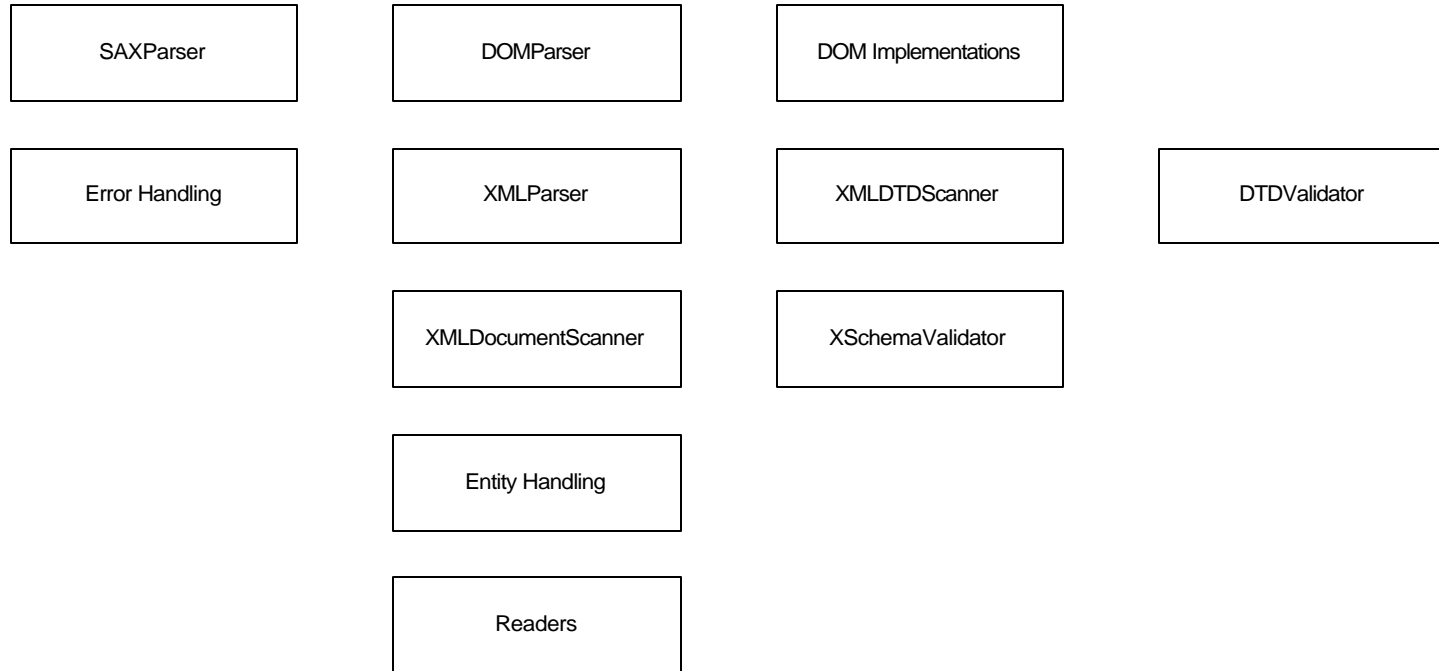 SAXParser
DOMParser
DOM Implementations
Error Handling
XMLParser
XMLDTDScanner
DTDValidator
XMLDocumentScanner
XSchemaValidator
Entity Handling
Readers